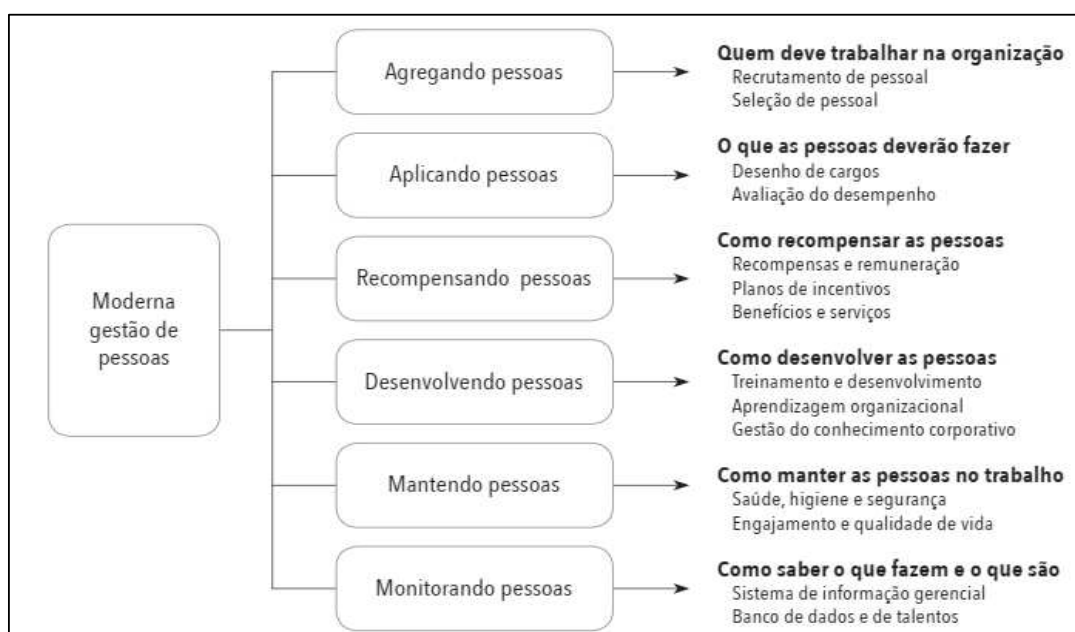 Moderna
gestão de
pessoas
Agregando pessoas
Quem deve trabalhar na organização
Recrutamento de pessoal
Seleção de pessoal
Aplicando pessoas
O que as pessoas deverão fazer
Desenho de cargos
Avaliação do desempenho
Recompensando pessoas
Como recompensar as pessoas
Recompensas e remuneração
Planos de incentivos
Benefícios e serviços
Desenvolvendo pessoas
Como desenvolver as pessoas
Treinamento e desenvolvimento
Aprendizagem organizacional
Gestão do conhecimento corporativo
Mantendo pessoas
Como manter as pessoas no trabalho
Saúde, higiene e segurança
Engajamento e qualidade de vida
Monitorando pessoas
Como saber o que fazem e o que são
Sistema de informação gerencial
Banco de dados e de talentos